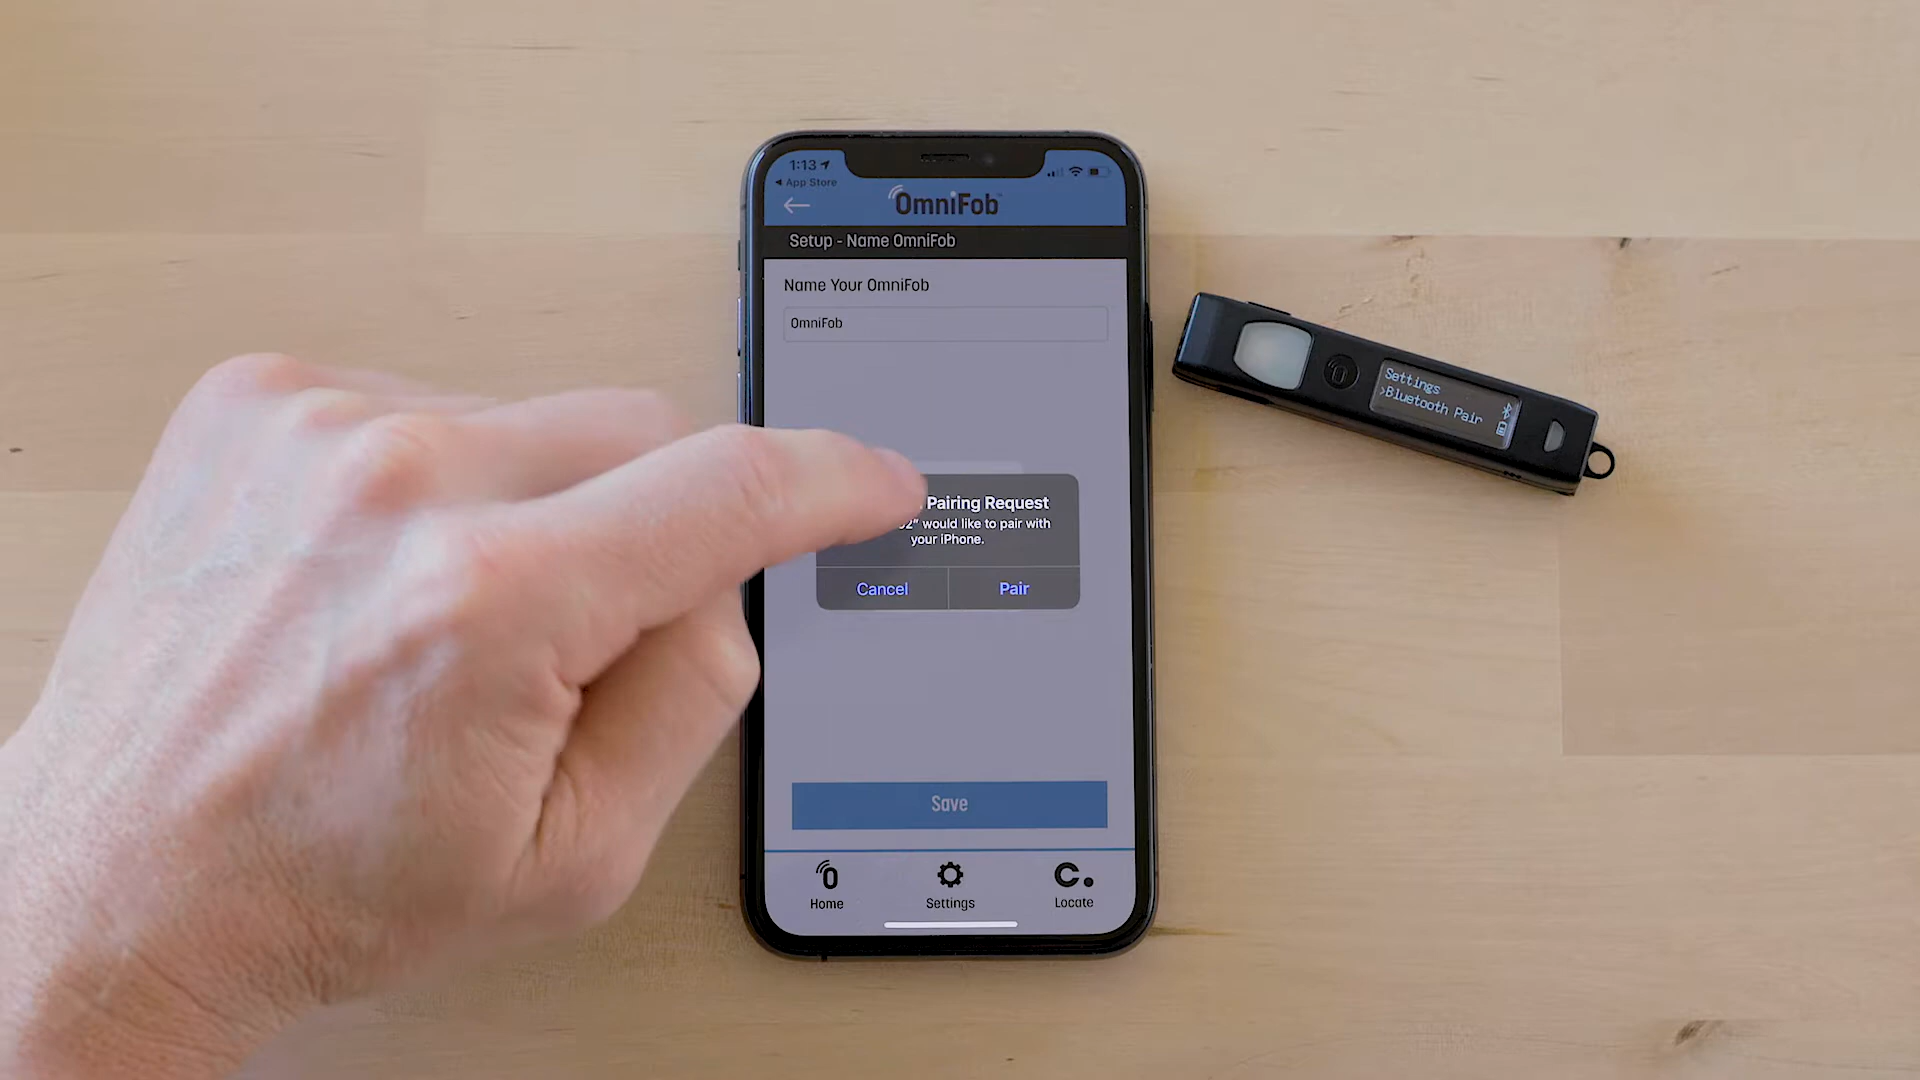 1:13
App Store
OmniFob
Setup - Name OmniFob
Name Your OmniFob
OmniFob
Pairing Request
would like to pair with
your iPhone.
Cancel Pair
Save
Home Settings Locate
Settings
>Bluetooth Pair